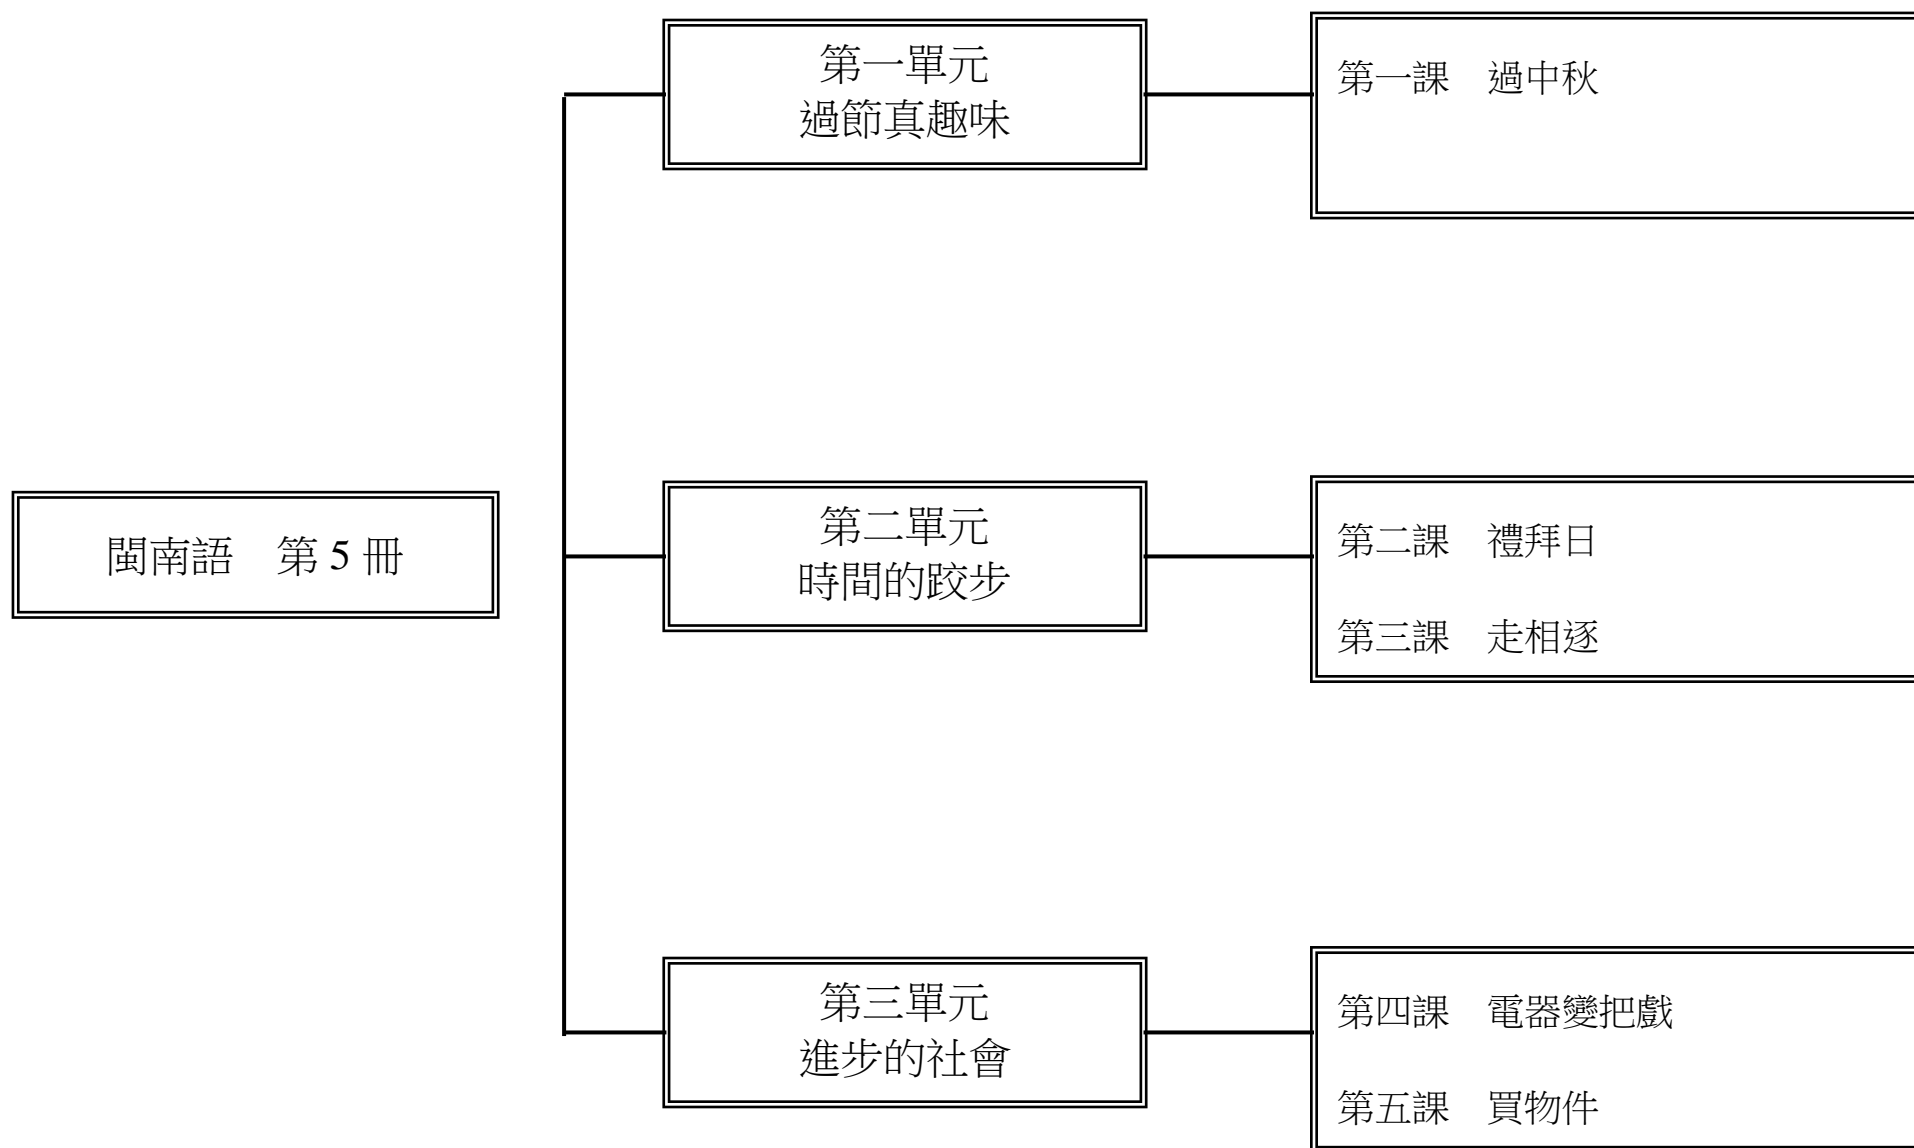 閩南語　第 5 冊
第一單元
過節真趣味
第一課　過中秋
第二單元
時間的跤步
第二課　禮拜日
第三課　走相逐
第三單元
進步的社會
第四課　電器變把戲
第五課　買物件